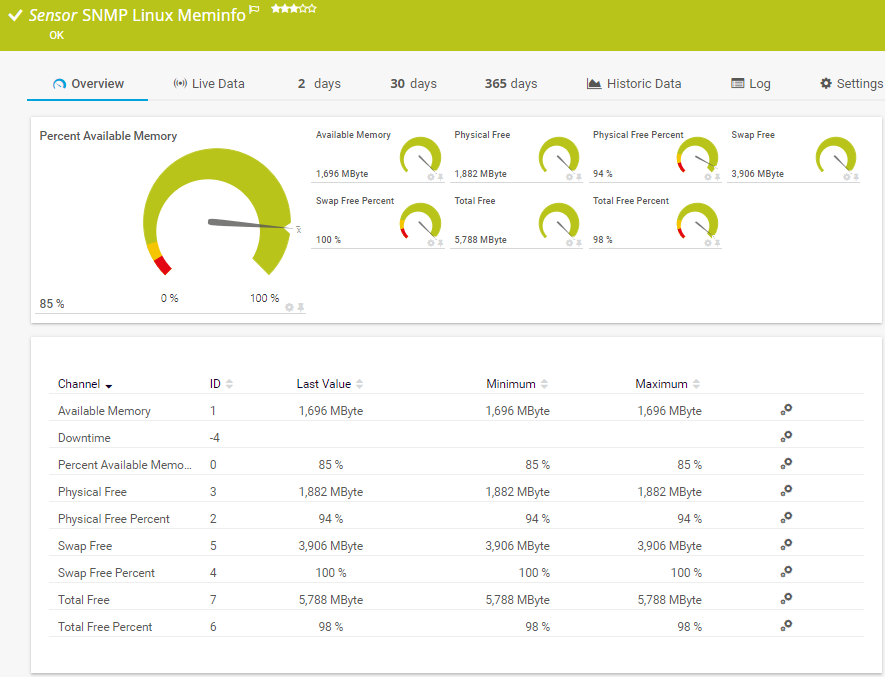 Sensor SNMP Linux Meminfo
OK
Overview Live Data 2 days 30 days 365 days Historic Data Log Settings
Percent Available Memory
x
0 % 100 %
85 %
Available Memory
1,696 MByte
Physical Free
1,882 MByte
Physical Free Percent
94 %
Swap Free
3,906 MByte
Swap Free Percent
100 %
Total Free
5,788 MByte
Total Free Percent
98 %
Channel ID Last Value Minimum Maximum
Available Memory 1 1,696 MByte 1,696 MByte 1,696 MByte
Downtime -4
Percent Available Memo... 0 85 % 85 % 85 %
Physical Free 3 1,882 MByte 1,882 MByte 1,882 MByte
Physical Free Percent 2 94 % 94 % 94 %
Swap Free 5 3,906 MByte 3,906 MByte 3,906 MByte
Swap Free Percent 4 100 % 100 % 100 %
Total Free 7 5,788 MByte 5,788 MByte 5,788 MByte
Total Free Percent 6 98 % 98 % 98 %